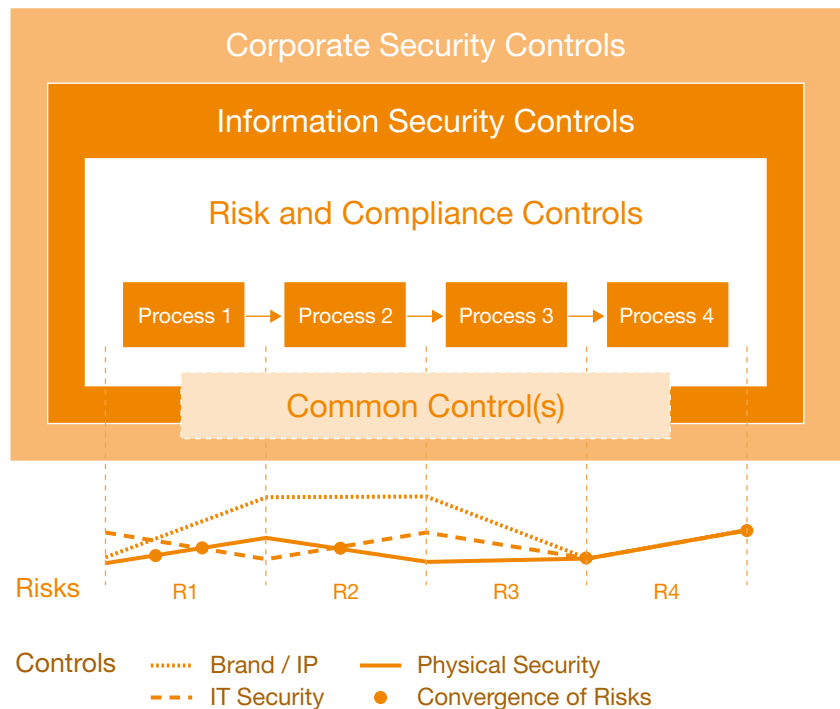 Corporate Security Controls
Information Security Controls
Risk and Compliance Controls
Process 1 Process 2 Process 3 Process 4
Common Control(s)
Risks R1 R2 R3 R4
Controls Brand / IP Physical Security
IT Security Convergence of Risks